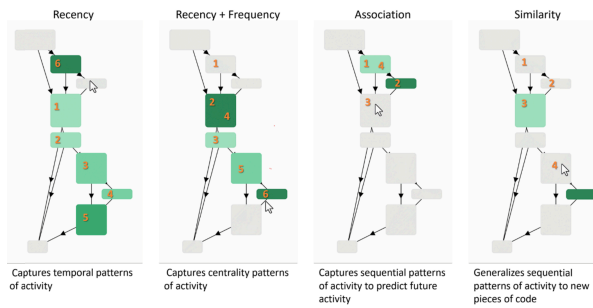 Recency
6
1
2
3
4
5
Captures temporal patterns
of activity
Recency + Frequency
1
2
4
3
5
6
Captures centrality patterns
of activity
Association
1 4
2
3
Captures sequential patterns
of activity to predict future
activity
Similarity
1
2
3
4
Generalizes sequential
patterns of activity to new
pieces of code